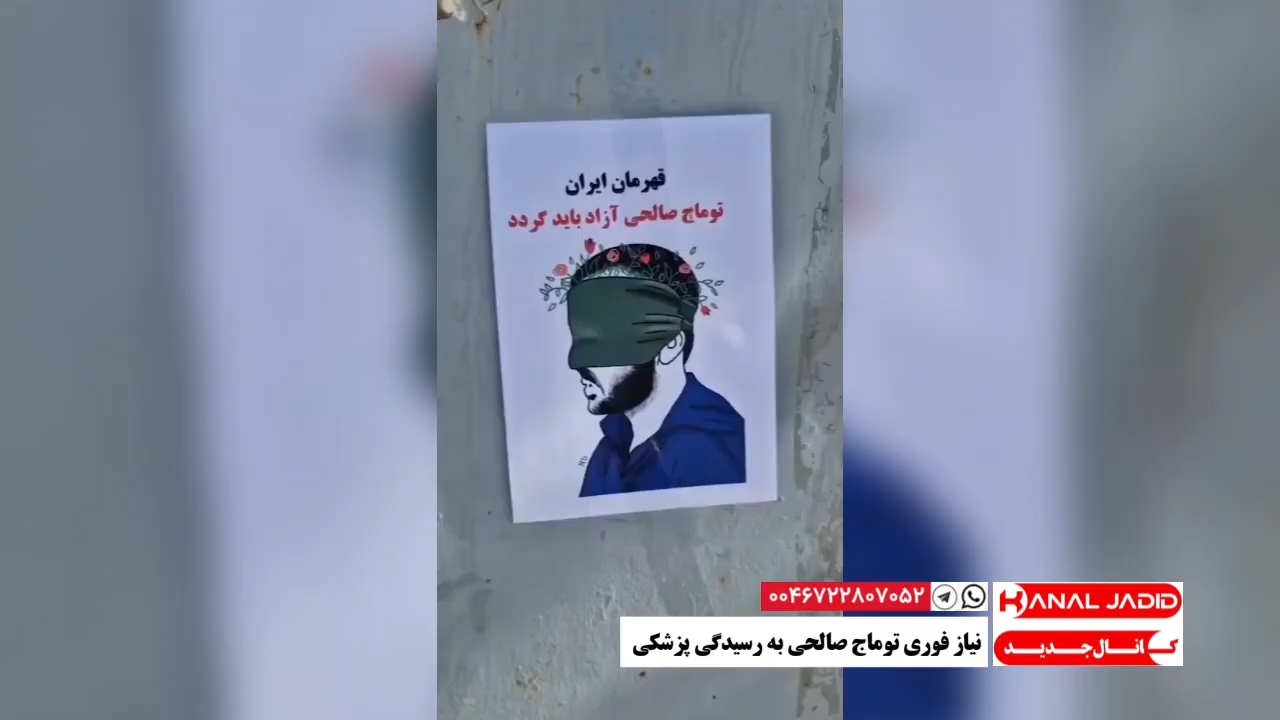 قهرمان ایران
توماج صالحی آزاد باید گردد
Nb
۰۰۴۶۷۲۲۸۰۷۰۵۲
KANAL JADID
نیاز فوری توماج صالحی به رسیدگی پزشکی
کانال جدید